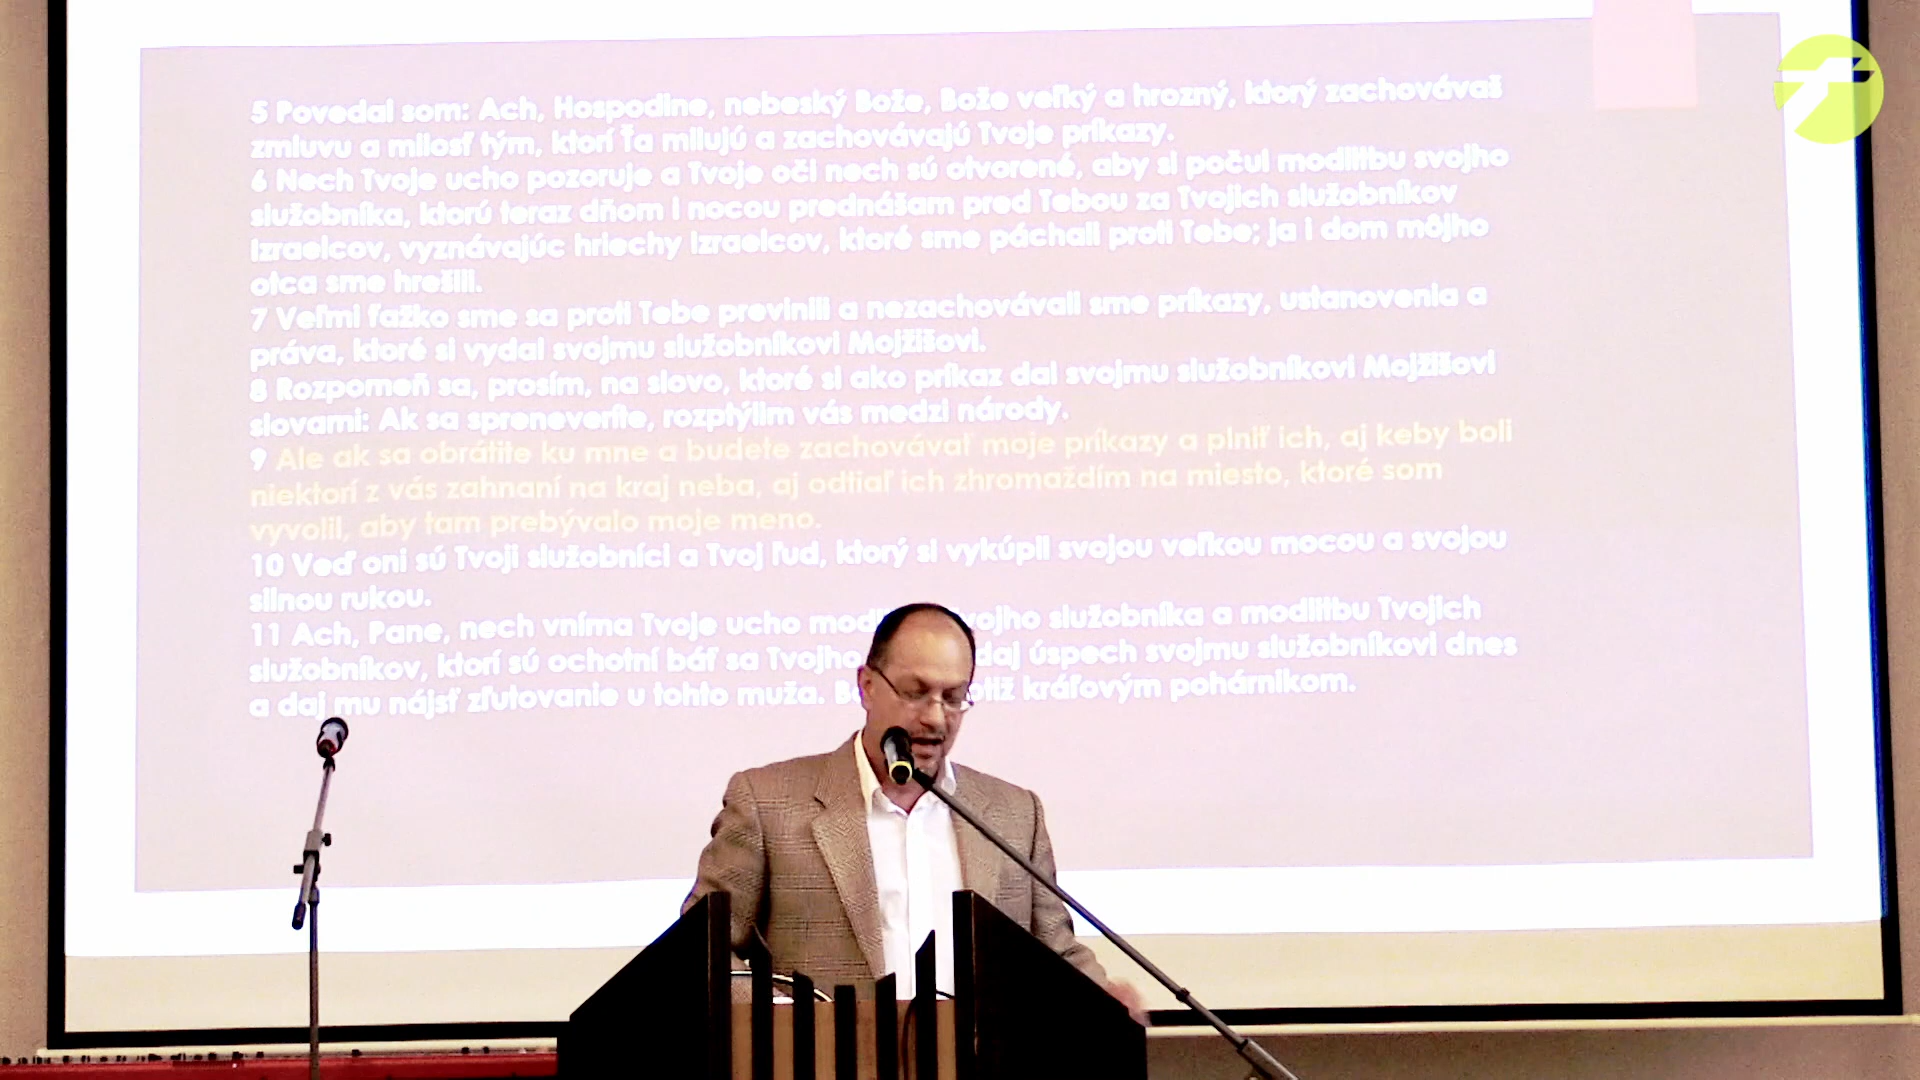 5 Povedal som: Ach, Hospodine, nebeský Bože, Bože veľký a hrozný, ktorý zachovávaš
zmluvu a milosť tým, ktorí Ťa milujú a zachovávajú Tvoje príkazy.
6 Nech Tvoje ucho pozoruje a Tvoje oči nech sú otvorené, aby si počul modlitbu svojho
služobníka, ktorú teraz dňom i nocou prednášam pred Tebou za Tvojich služobníkov
Izraelcov, vyznávajúc hriechy Izraelcov, ktoré sme páchali proti Tebe; ja i dom môjho
otca sme hrešili.
7 Veľmi ťažko sme sa proti Tebe previnili a nezachovávali sme príkazy, ustanovenia a
práva, ktoré si vydal svojmu služobníkovi Mojžišovi.
8 Rozpomeň sa, prosím, na slovo, ktoré si ako príkaz dal svojmu služobníkovi Mojžišovi
slovami: Ak sa spreneveríte, rozptýlim vás medzi národy.
9 Ale ak sa obrátite ku mne a budete zachovávať moje príkazy a plniť ich, aj keby boli
niektorí z vás zahnaní na kraj neba, aj odtiaľ ich zhromaždím na miesto, ktoré som
vyvolil, aby tam prebývalo moje meno.
10 Veď oni sú Tvoji služobníci a Tvoj ľud, ktorý si vykúpil svojou veľkou mocou a svojou
silnou rukou.
11 Ach, Pane, nech vníma Tvoje ucho služobníka a modlitbu Tvojich
služobníkov, ktorí sú ochotní báť sa Tvojho daj úspech svojmu služobníkovi dnes
a daj mu nájsť zľutovanie u tohto muža. kráľovým pohárnikom.